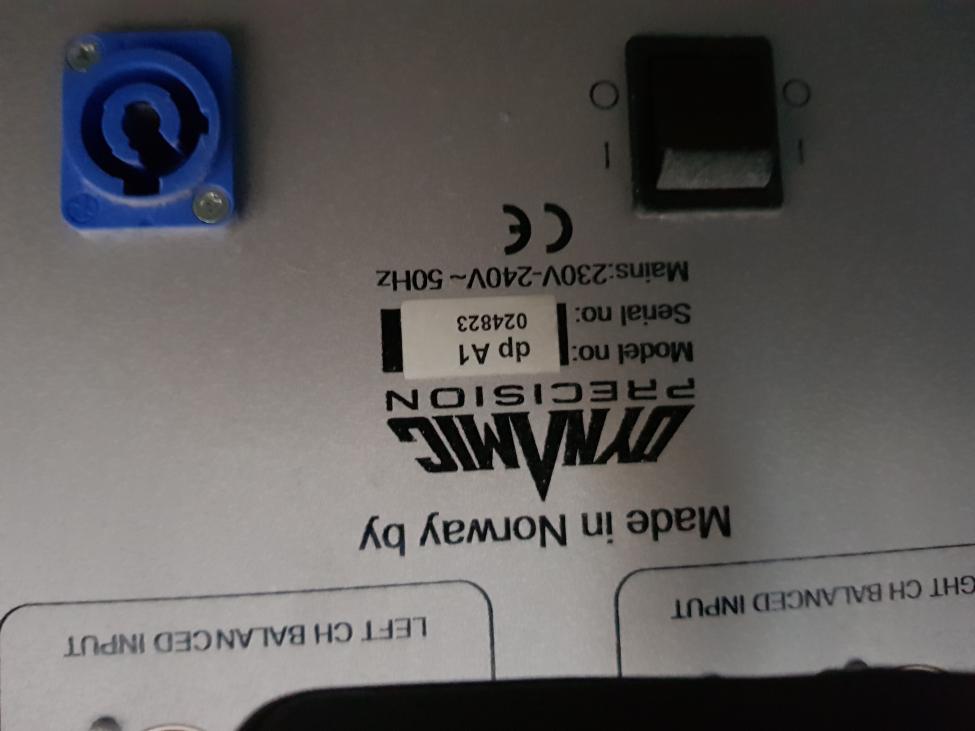 RIGHT CH BALANCED INPUT
LEFT CH BALANCED INPUT
Made in Norway by
DYNAMIC
PRECISION
Model no: dp A1
Serial no: 024823
Mains:230V-240V~ 50Hz
CE
I
O
I
O